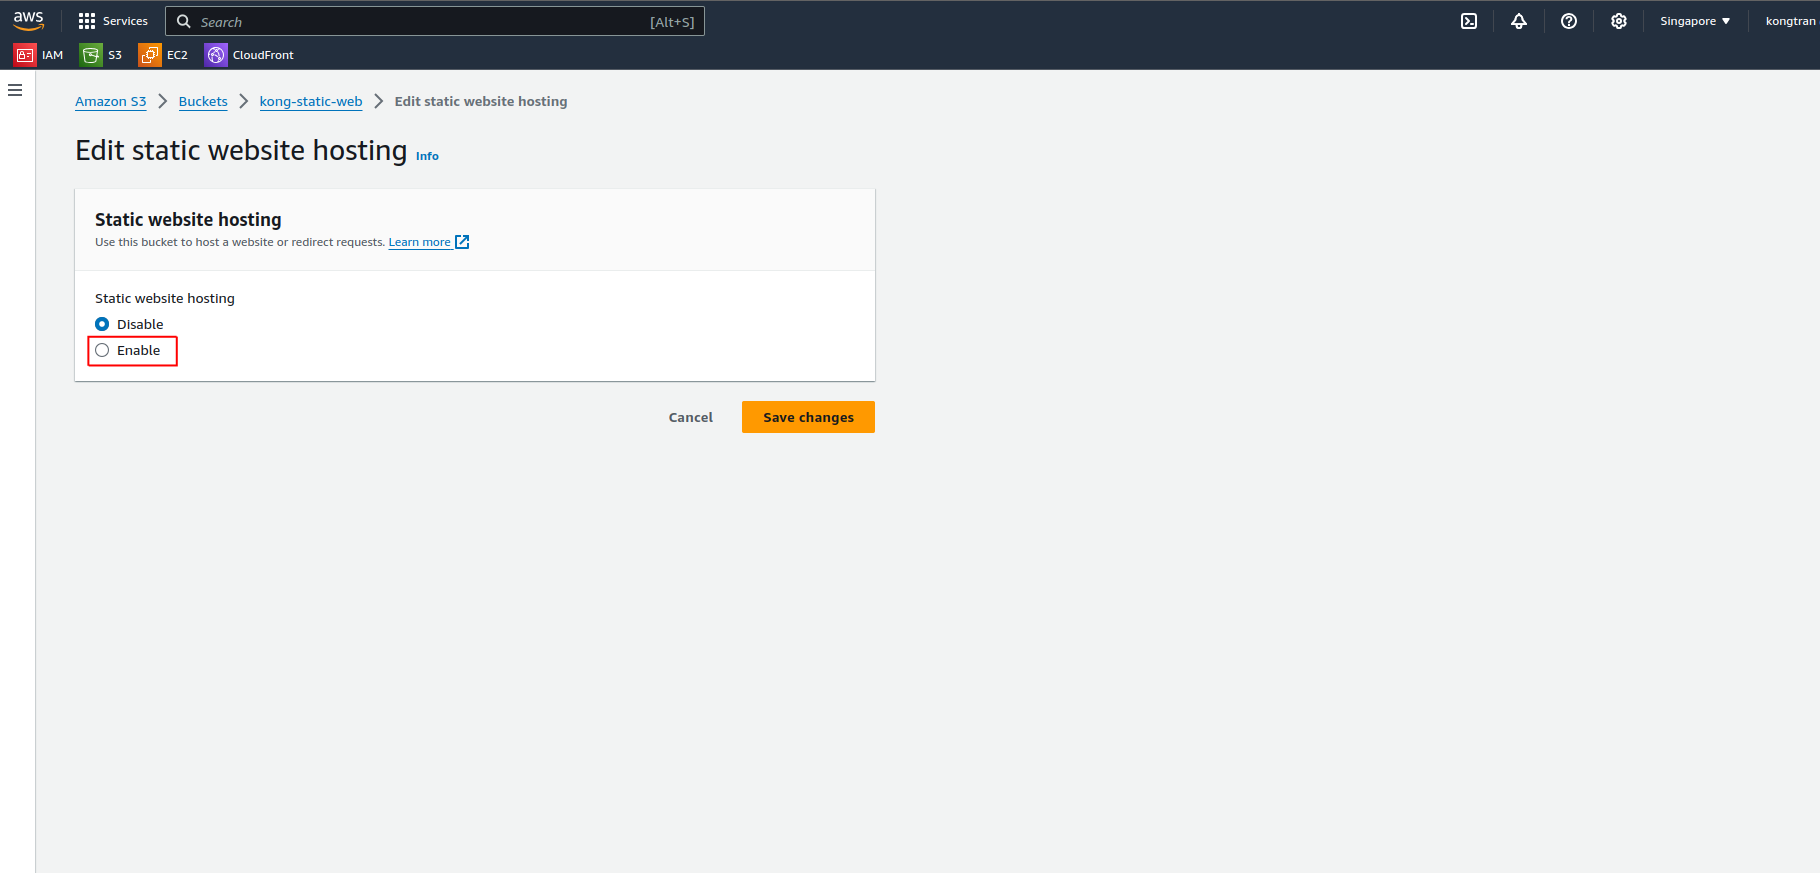 aws
Services
Search
[Alt+S]
Singapore
kongtran
IAM
S3
EC2
CloudFront
Amazon S3
Buckets
kong-static-web
Edit static website hosting
Edit static website hosting
Info
Static website hosting
Use this bucket to host a website or redirect requests. Learn more
Static website hosting
Disable
Enable
Cancel
Save changes